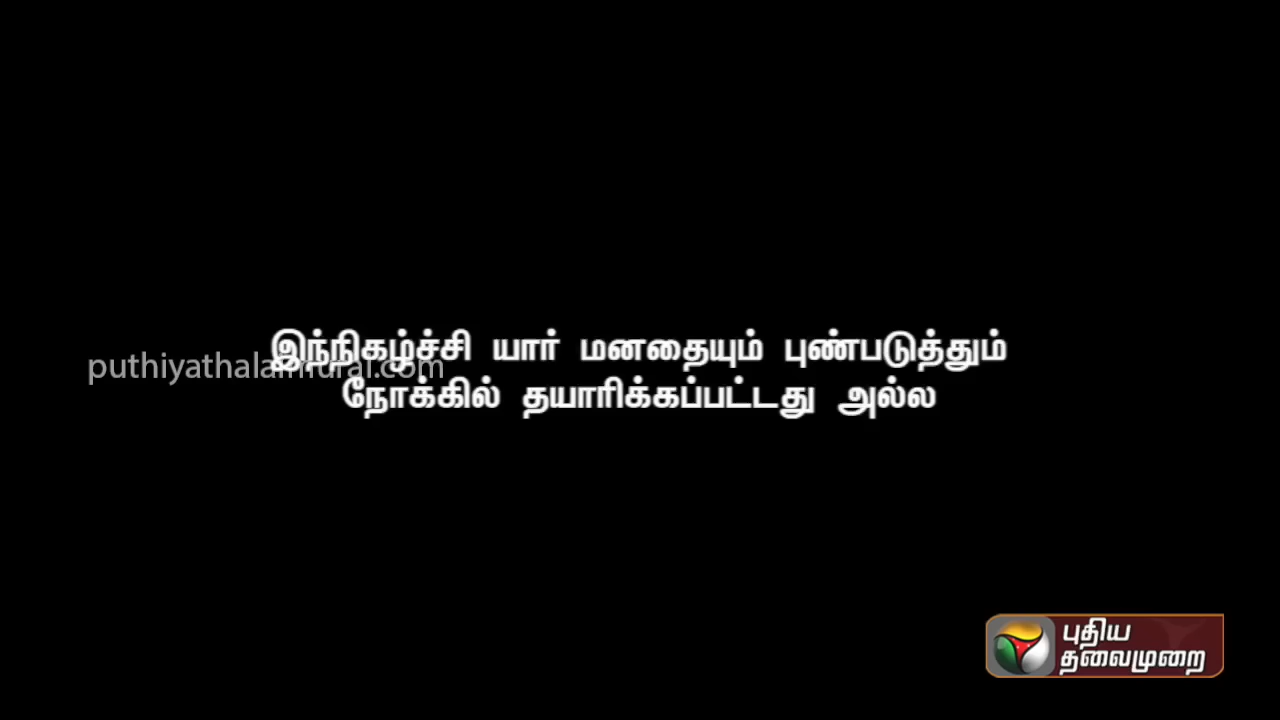 இந்நிகழ்ச்சி யார் மனதையும் புண்படுத்தும்
puthiyathalaimurai.com
நோக்கில் தயாரிக்கப்பட்டது அல்ல
புதிய
தலைமுறை